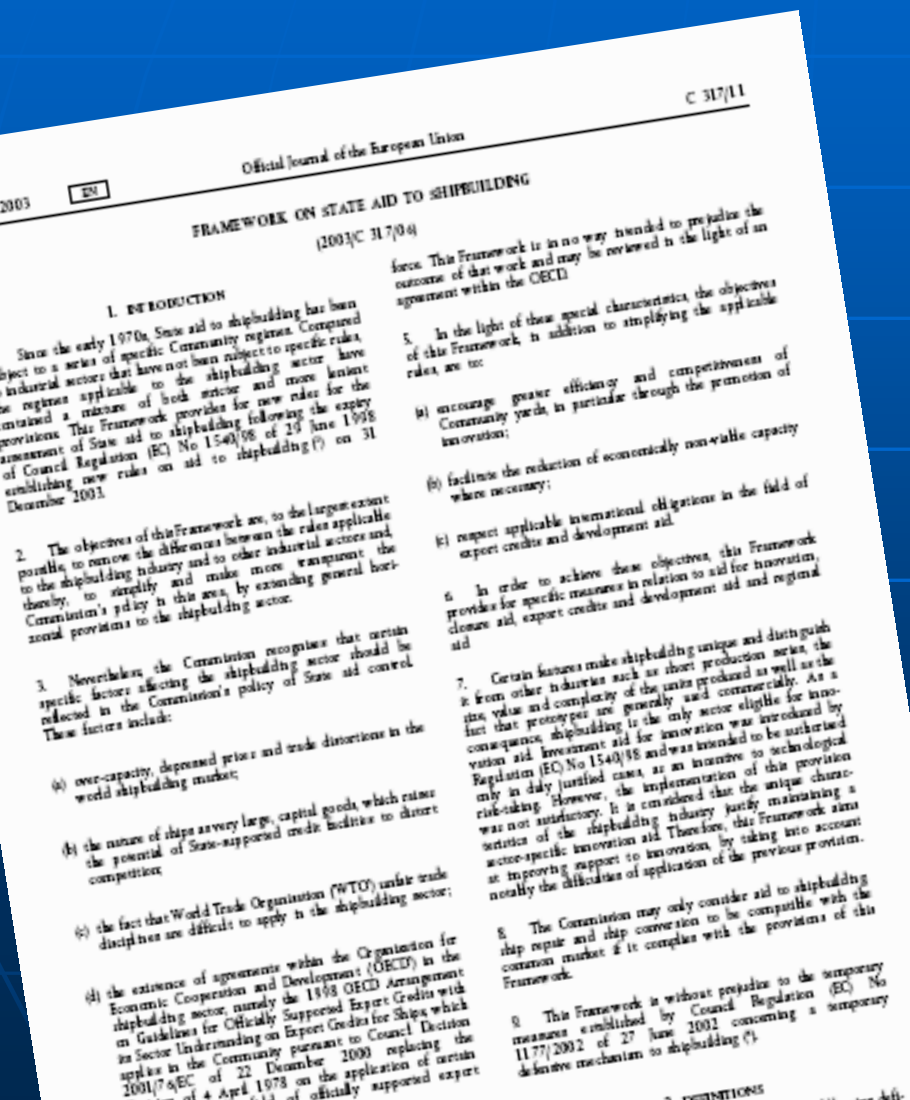 C 317/11
2003
EN
Official Journal of the European Union
FRAMEWORK ON STATE AID TO SHIPBUILDING
(2003/C 317/06)
1. INTRODUCTION
Since the early 1970s, State aid to shipbuilding has been
to a series of specific Community regimes. Compared
industrial sectors that have not been subject to specific rules,
regimes applicable to the shipbuilding sector have
a mixture of both stricter and more lenient
provisions. This Framework provides for new rules for the
assessment of State aid to shipbuilding following the expiry
of Council Regulation (EC) No 1540/98 of 29 June 1998
establishing new rules on aid to shipbuilding (¹) on 31
December 2003.
2. The objectives of this Framework are, to the largest extent
possible, to remove the differences between the rules applicable
to the shipbuilding industry and to other industrial sectors and,
thereby, to simplify and make more transparent the
Commission's policy in this area, by extending general hori-
zontal provisions to the shipbuilding sector.
3. Nevertheless, the Commission recognises that certain
specific factors affecting the shipbuilding sector should be
reflected in the Commission's policy of State aid control.
These factors include:
(a) over-capacity, depressed prices and trade distortions in the
world shipbuilding market;
(b) the nature of ships as very large, capital goods, which raises
the potential of State-supported credit facilities to distort
competition;
(c) the fact that World Trade Organisation ('WTO') unfair trade
disciplines are difficult to apply in the shipbuilding sector;
(d) the existence of agreements within the Organisation for
Economic Cooperation and Development ('OECD') in the
shipbuilding sector, namely the 1998 OECD Arrangement
on Guidelines for Officially Supported Export Credits with
its Sector Understanding on Export Credits for Ships, which
applies in the Community pursuant to Council Decision
2001/76/EC of 22 December 2000 replacing the
of 4 April 1978 on the application of certain
of officially supported export
force. This Framework is in no way intended to prejudice the
outcome of that work and may be reviewed in the light of an
agreement within the OECD.
5. In the light of these special characteristics, the objectives
of this Framework, in addition to simplifying the applicable
rules, are to:
(a) encourage greater efficiency and competitiveness of
Community yards, in particular through the promotion of
innovation;
(b) facilitate the reduction of economically non-viable capacity
where necessary;
(c) respect applicable international obligations in the field of
export credits and development aid.
6. In order to achieve these objectives, this Framework
provides for specific measures in relation to aid for innovation,
closure aid, export credits and development aid and regional
aid.
7. Certain features make shipbuilding unique and distinguish
it from other industries such as short production series, the
size, value and complexity of the units produced as well as the
fact that prototypes are generally used commercially. As a
consequence, shipbuilding is the only sector eligible for inno-
vation aid. Investment aid for innovation was introduced by
Regulation (EC) No 1540/98 and was intended to be authorised
only in duly justified cases, as an incentive to technological
risk-taking. However, the implementation of this provision
was not satisfactory. It is considered that the unique charac-
teristics of the shipbuilding industry justify maintaining a
sector-specific innovation aid. Therefore, this Framework aims
at improving support to innovation, by taking into account
notably the difficulties of application of the previous provision.
8. The Commission may only consider aid to shipbuilding
ship repair and ship conversion to be compatible with the
common market if it complies with the provisions of this
Framework.
9. This Framework is without prejudice to the temporary
measures established by Council Regulation (EC) No
1177/2002 of 27 June 2002 concerning a temporary
defensive mechanism to shipbuilding (²).
2. DEFINITIONS